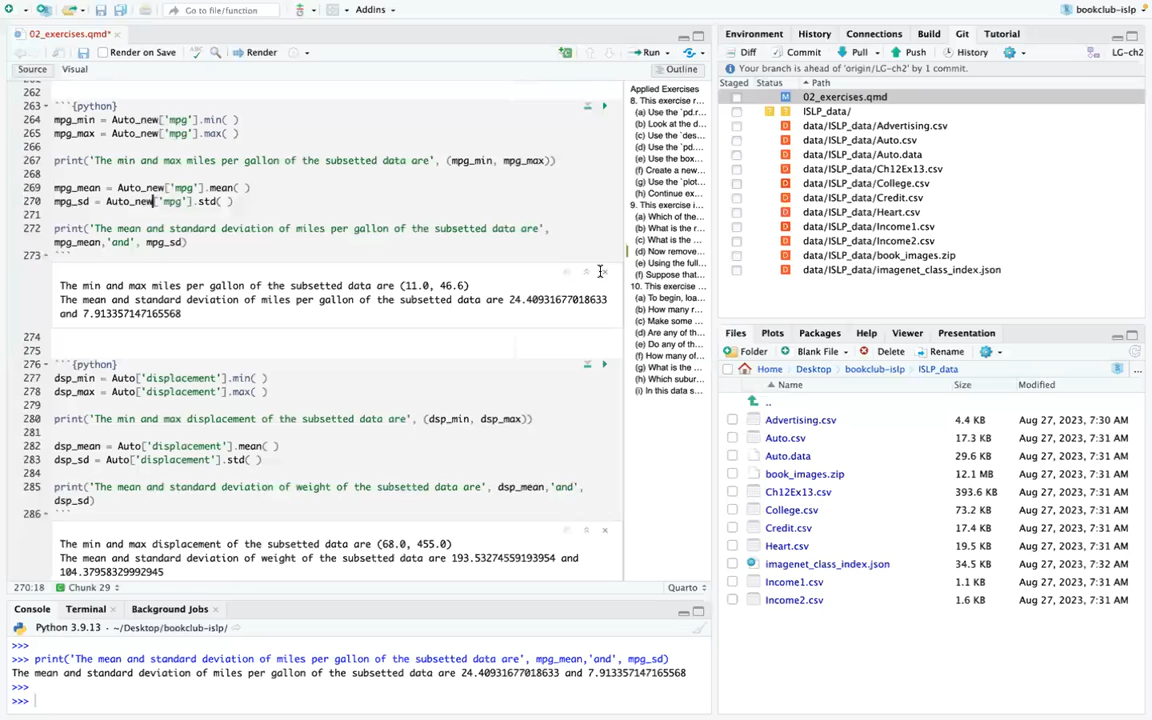 Go to file/function
Addins
bookclub-islp
02_exercises.qmd*
Render on Save
Render
Run
Source
Visual
Outline
262
263 ```{python}
264 mpg_min = Auto_new['mpg'].min( )
265 mpg_max = Auto_new['mpg'].max( )
266
267 print('The min and max miles per gallon of the subsetted data are', (mpg_min, mpg_max))
268
269 mpg_mean = Auto_new['mpg'].mean( )
270 mpg_sd = Auto_new['mpg'].std( )
271
272 print('The mean and standard deviation of miles per gallon of the subsetted data are',
mpg_mean,'and', mpg_sd)
273 ```
The min and max miles per gallon of the subsetted data are (11.0, 46.6)
The mean and standard deviation of miles per gallon of the subsetted data are 24.40931677018633
and 7.913357147165568
274
275
276 ```{python}
277 dsp_min = Auto['displacement'].min( )
278 dsp_max = Auto['displacement'].max( )
279
280 print('The min and max displacement of the subsetted data are', (dsp_min, dsp_max))
281
282 dsp_mean = Auto['displacement'].mean( )
283 dsp_sd = Auto['displacement'].std( )
284
285 print('The mean and standard deviation of weight of the subsetted data are', dsp_mean,'and',
dsp_sd)
286 ```
The min and max displacement of the subsetted data are (68.0, 455.0)
The mean and standard deviation of weight of the subsetted data are 193.53274559193954 and
104.37958329992945
270:18
Chunk 29
Quarto
Applied Exercises
8. This exercise r...
(a) Use the `pd.r...
(b) Look at the d...
(c) Use the `des...
(d) Use the `pd....
(e) Use the box...
(f) Create a new...
(g) Use the `plot...
(h) Continue ex...
9. This exercise i...
(a) Which of the...
(b) What is the r...
(c) What is the ...
(d) Now remove...
(e) Using the full...
(f) Suppose that...
10. This exercise ...
(a) To begin, loa...
(b) How many r...
(c) Make some ...
(d) Are any of th...
(e) Do any of th...
(f) How many of...
(g) What is the ...
(h) Which subur...
(i) In this data s...
Console
Terminal
Background Jobs
Python 3.9.13 · ~/Desktop/bookclub-islp/
>>>
>>> print('The mean and standard deviation of miles per gallon of the subsetted data are', mpg_mean,'and', mpg_sd)
The mean and standard deviation of miles per gallon of the subsetted data are 24.40931677018633 and 7.913357147165568
>>>
>>>
Environment
History
Connections
Build
Git
Tutorial
Diff
Commit
Pull
Push
History
LG-ch2
Your branch is ahead of 'origin/LG-ch2' by 1 commit.
Staged Status Path
M 02_exercises.qmd
? ? ISLP_data/
D data/ISLP_data/Advertising.csv
D data/ISLP_data/Auto.csv
D data/ISLP_data/Auto.data
D data/ISLP_data/Ch12Ex13.csv
D data/ISLP_data/College.csv
D data/ISLP_data/Credit.csv
D data/ISLP_data/Heart.csv
D data/ISLP_data/Income1.csv
D data/ISLP_data/Income2.csv
D data/ISLP_data/book_images.zip
D data/ISLP_data/imagenet_class_index.json
Files
Plots
Packages
Help
Viewer
Presentation
Folder
Blank File
Delete
Rename
Home
Desktop
bookclub-islp
ISLP_data
...
Name Size Modified
..
Advertising.csv 4.4 KB Aug 27, 2023, 7:30 AM
Auto.csv 17.3 KB Aug 27, 2023, 7:31 AM
Auto.data 29.6 KB Aug 27, 2023, 7:31 AM
book_images.zip 12.1 MB Aug 27, 2023, 7:31 AM
Ch12Ex13.csv 393.6 KB Aug 27, 2023, 7:31 AM
College.csv 73.2 KB Aug 27, 2023, 7:31 AM
Credit.csv 17.4 KB Aug 27, 2023, 7:31 AM
Heart.csv 19.5 KB Aug 27, 2023, 7:31 AM
imagenet_class_index.json 34.5 KB Aug 27, 2023, 7:32 AM
Income1.csv 1.1 KB Aug 27, 2023, 7:31 AM
Income2.csv 1.6 KB Aug 27, 2023, 7:31 AM